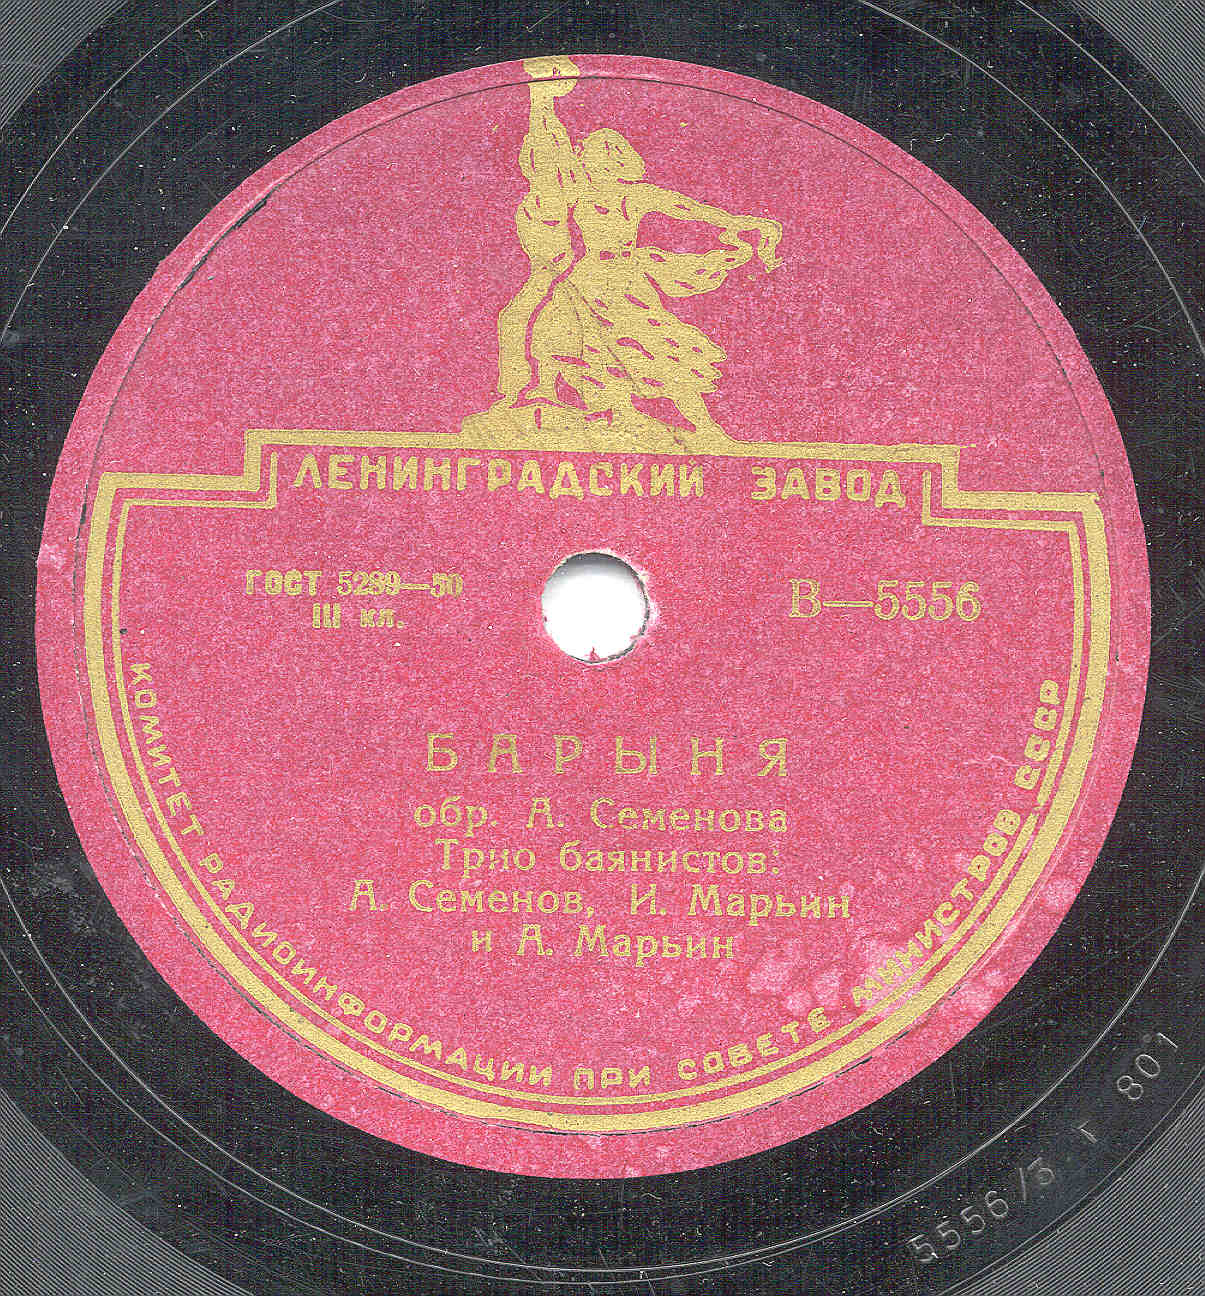 ЛЕНИНГРАДСКИЙ ЗАВОД
ГОСТ 5289—50
III кл.
В—5556
БАРЫНЯ
обр. А. Семенова
Трио баянистов:
А. Семенов, И. Марьин
и А. Марьин
КОМИТЕТ РАДИОИНФОРМАЦИИ ПРИ СОВЕТЕ МИНИСТРОВ СССР
5556/3 Г 801